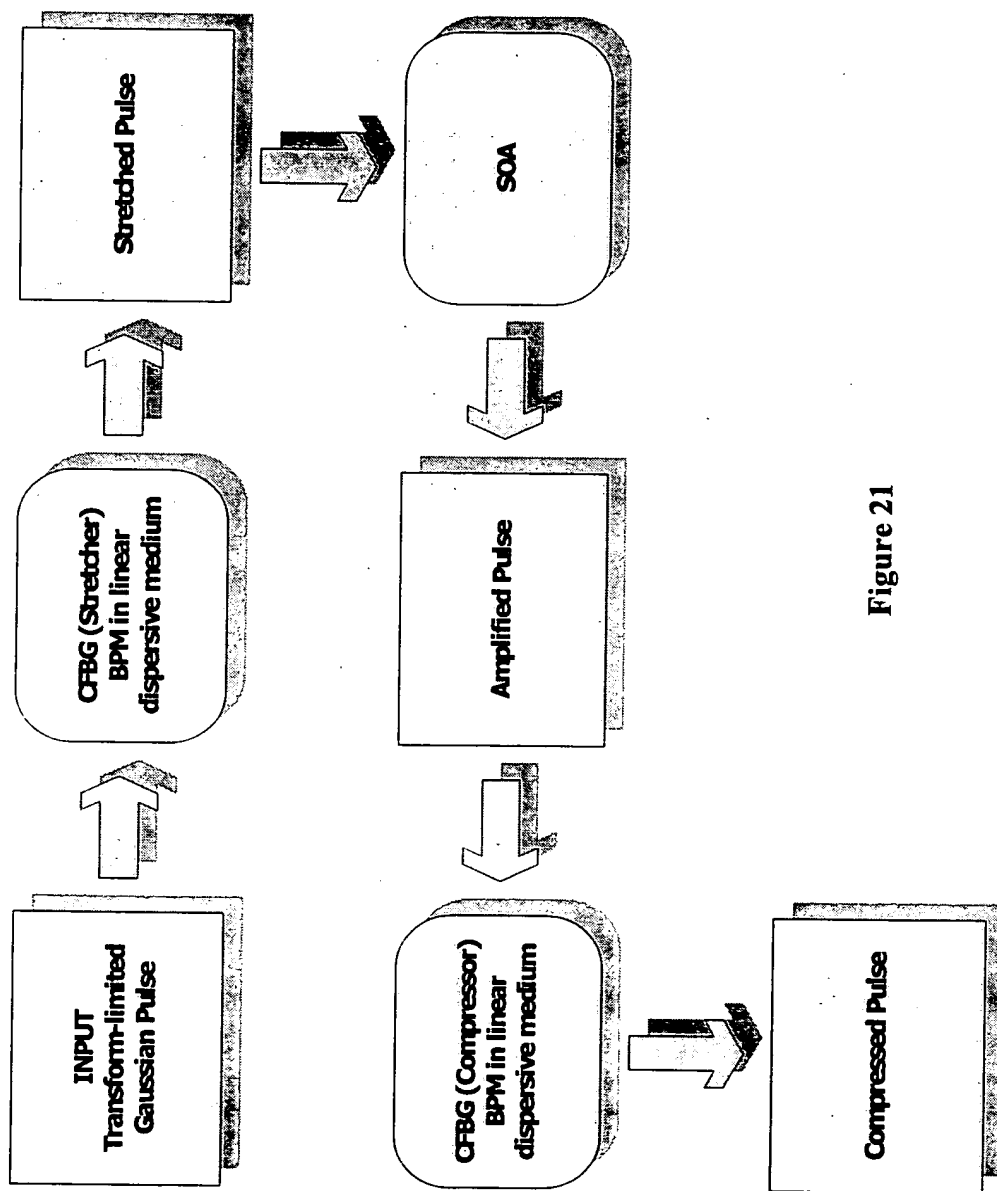 INPUT
Transform-limited
Gaussian Pulse
CFBG (Stretcher)
BPM in linear
dispersive medium
Stretched Pulse
SOA
Amplified Pulse
CFBG (Compressor)
BPM in linear
dispersive medium
Compressed Pulse
Figure 21